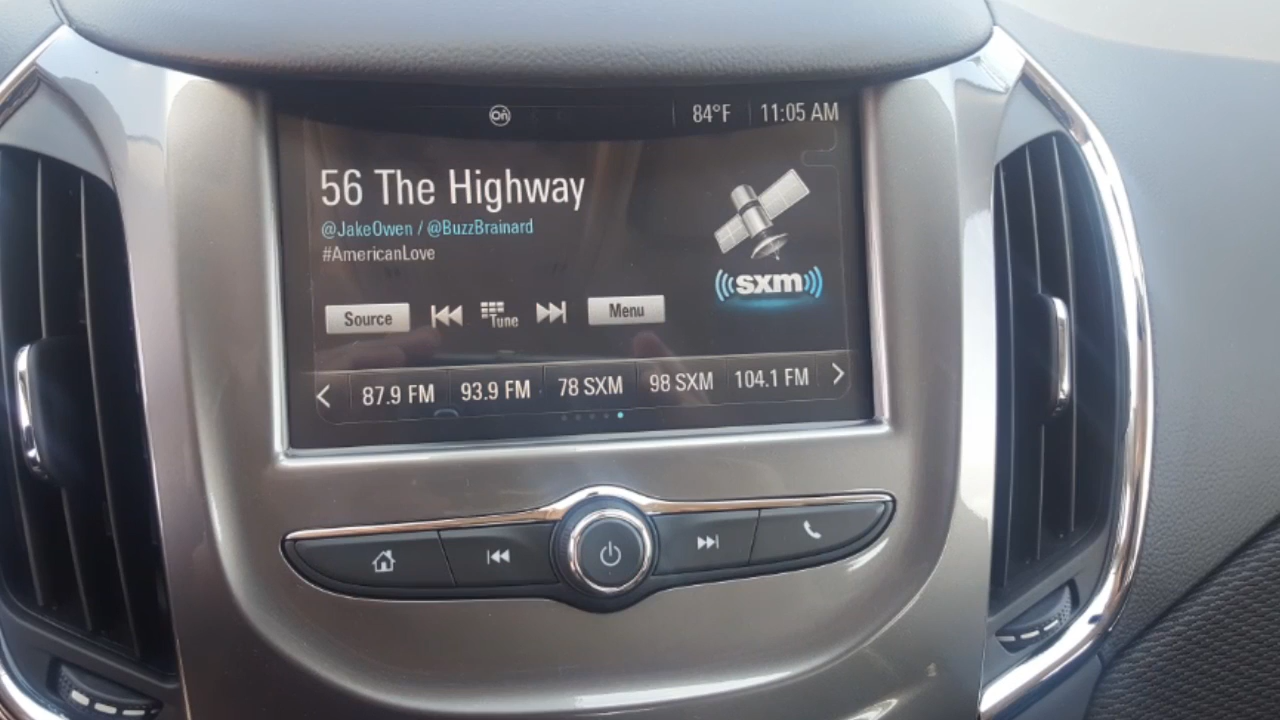 On 84°F 11:05 AM
56 The Highway
@JakeOwen / @BuzzBrainard
#AmericanLove
((sxm))
Source Tune Menu
87.9 FM 93.9 FM 78 SXM 98 SXM 104.1 FM